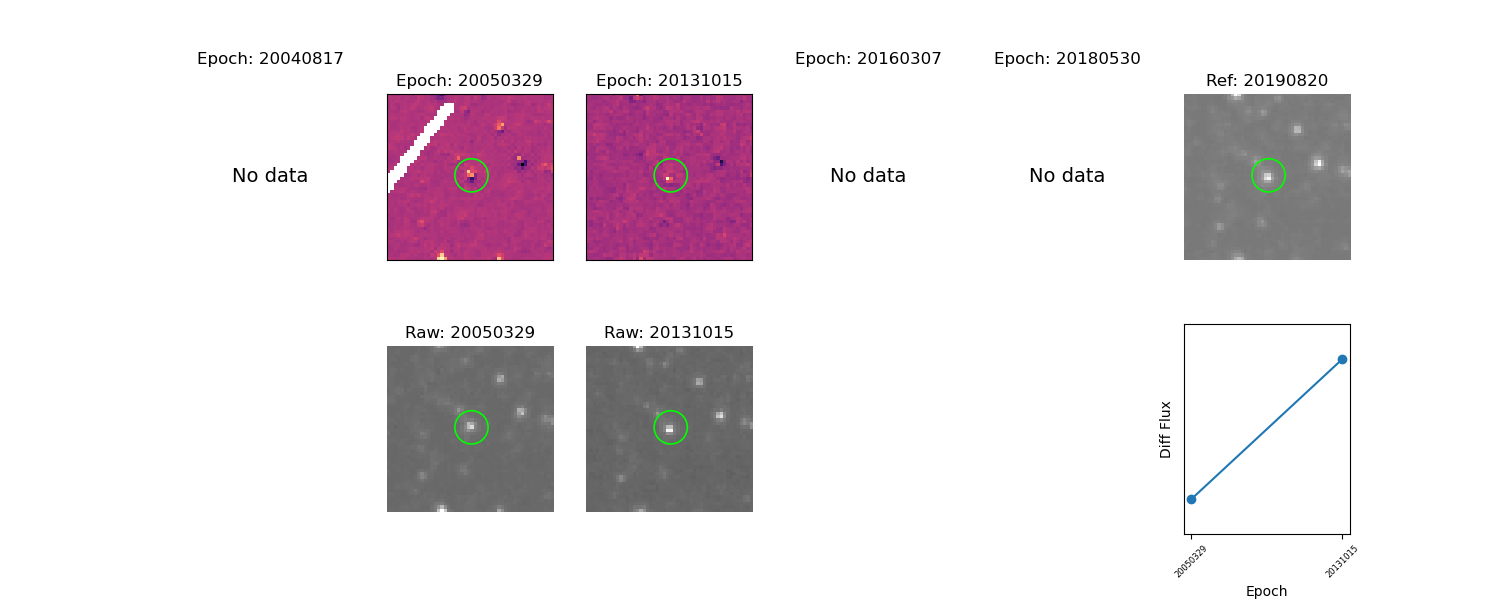 Epoch: 20040817
Epoch: 20050329
Epoch: 20131015
Epoch: 20160307
Epoch: 20180530
Ref: 20190820
No data
No data
No data
Raw: 20050329
Raw: 20131015
Diff Flux
20050329
20131015
Epoch